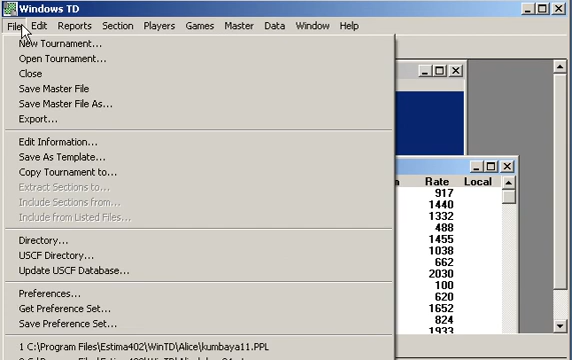 Windows TD
File Edit Reports Section Players Games Master Data Window Help
New Tournament...
Open Tournament...
Close
Save Master File
Save Master File As...
Export...
Edit Information...
Save As Template...
Copy Tournament to...
Extract Sections to...
Include Sections from...
Include from Listed Files...
Directory...
USCF Directory...
Update USCF Database...
Preferences...
Get Preference Set...
Save Preference Set...
1 C:\Program Files\Estima402\WinTD\Alice\kumbaya11.PPL
Rate Local
917
1440
1332
488
1455
1038
662
2030
100
620
1652
824
1933